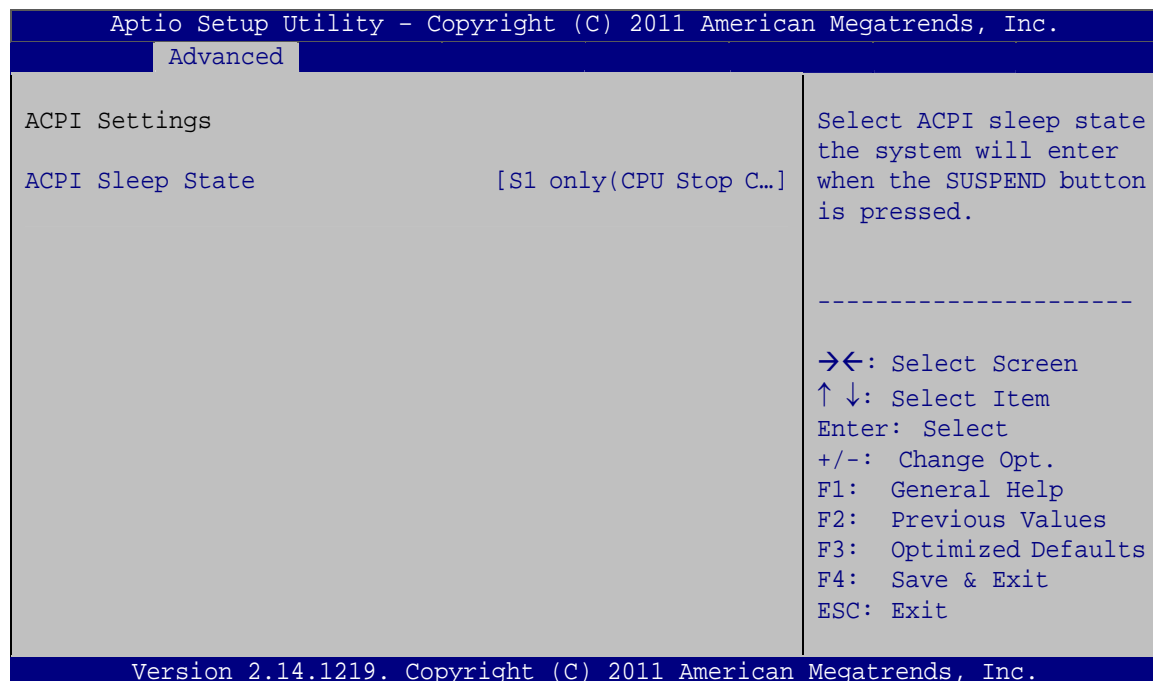 Aptio Setup Utility – Copyright (C) 2011 American Megatrends, Inc.
Advanced
ACPI Settings
ACPI Sleep State [S1 only(CPU Stop C…]
Select ACPI sleep state
the system will enter
when the SUSPEND button
is pressed.
----------------------
→←: Select Screen
↑ ↓: Select Item
Enter: Select
+/-: Change Opt.
F1: General Help
F2: Previous Values
F3: Optimized Defaults
F4: Save & Exit
ESC: Exit
Version 2.14.1219. Copyright (C) 2011 American Megatrends, Inc.